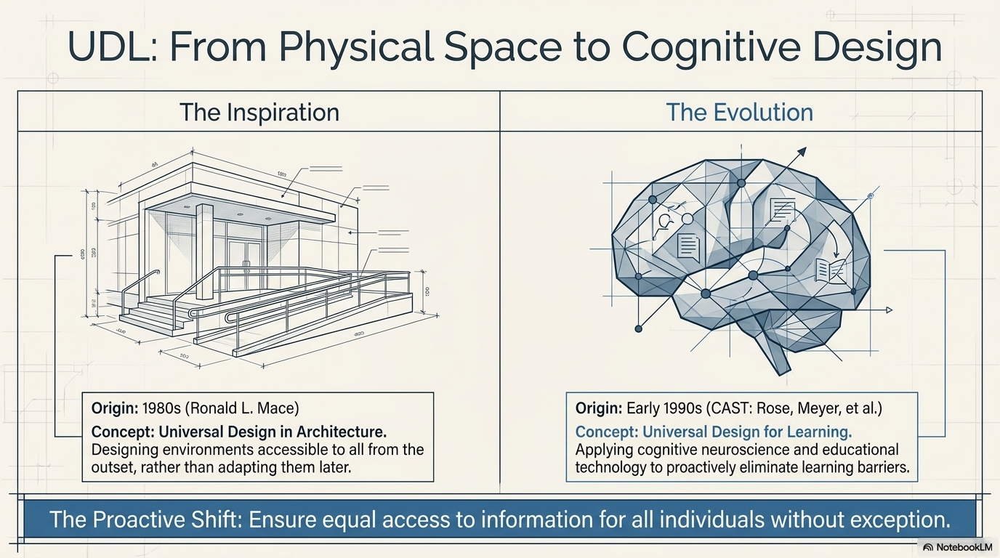 UDL: From Physical Space to Cognitive Design
The Inspiration
The Evolution
Origin: 1980s (Ronald L. Mace)
Concept: Universal Design in Architecture.
Designing environments accessible to all from the
outset, rather than adapting them later.
Origin: Early 1990s (CAST: Rose, Meyer, et al.)
Concept: Universal Design for Learning.
Applying cognitive neuroscience and educational
technology to proactively eliminate learning barriers.
The Proactive Shift: Ensure equal access to information for all individuals without exception.
NotebookLM